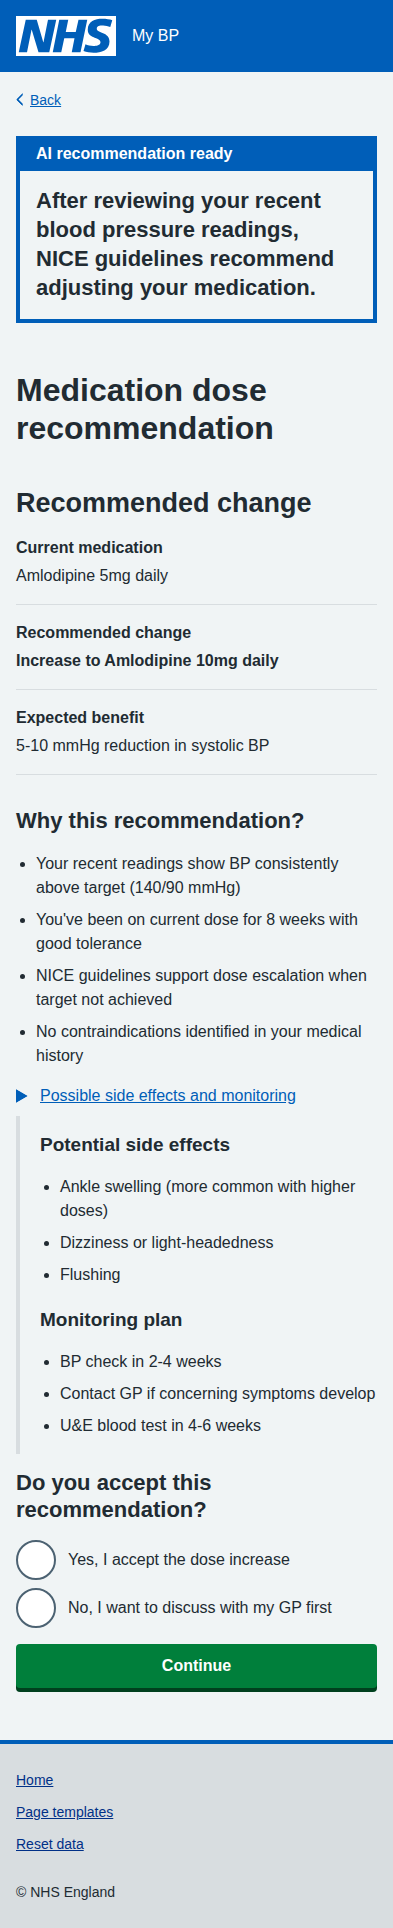 NHS My BP
Back
AI recommendation ready
After reviewing your recent
blood pressure readings,
NICE guidelines recommend
adjusting your medication.
Medication dose
recommendation
Recommended change
Current medication
Amlodipine 5mg daily
Recommended change
Increase to Amlodipine 10mg daily
Expected benefit
5-10 mmHg reduction in systolic BP
Why this recommendation?
Your recent readings show BP consistently
above target (140/90 mmHg)
You've been on current dose for 8 weeks with
good tolerance
NICE guidelines support dose escalation when
target not achieved
No contraindications identified in your medical
history
Possible side effects and monitoring
Potential side effects
Ankle swelling (more common with higher
doses)
Dizziness or light-headedness
Flushing
Monitoring plan
BP check in 2-4 weeks
Contact GP if concerning symptoms develop
U&E blood test in 4-6 weeks
Do you accept this
recommendation?
Yes, I accept the dose increase
No, I want to discuss with my GP first
Continue
Home
Page templates
Reset data
© NHS England